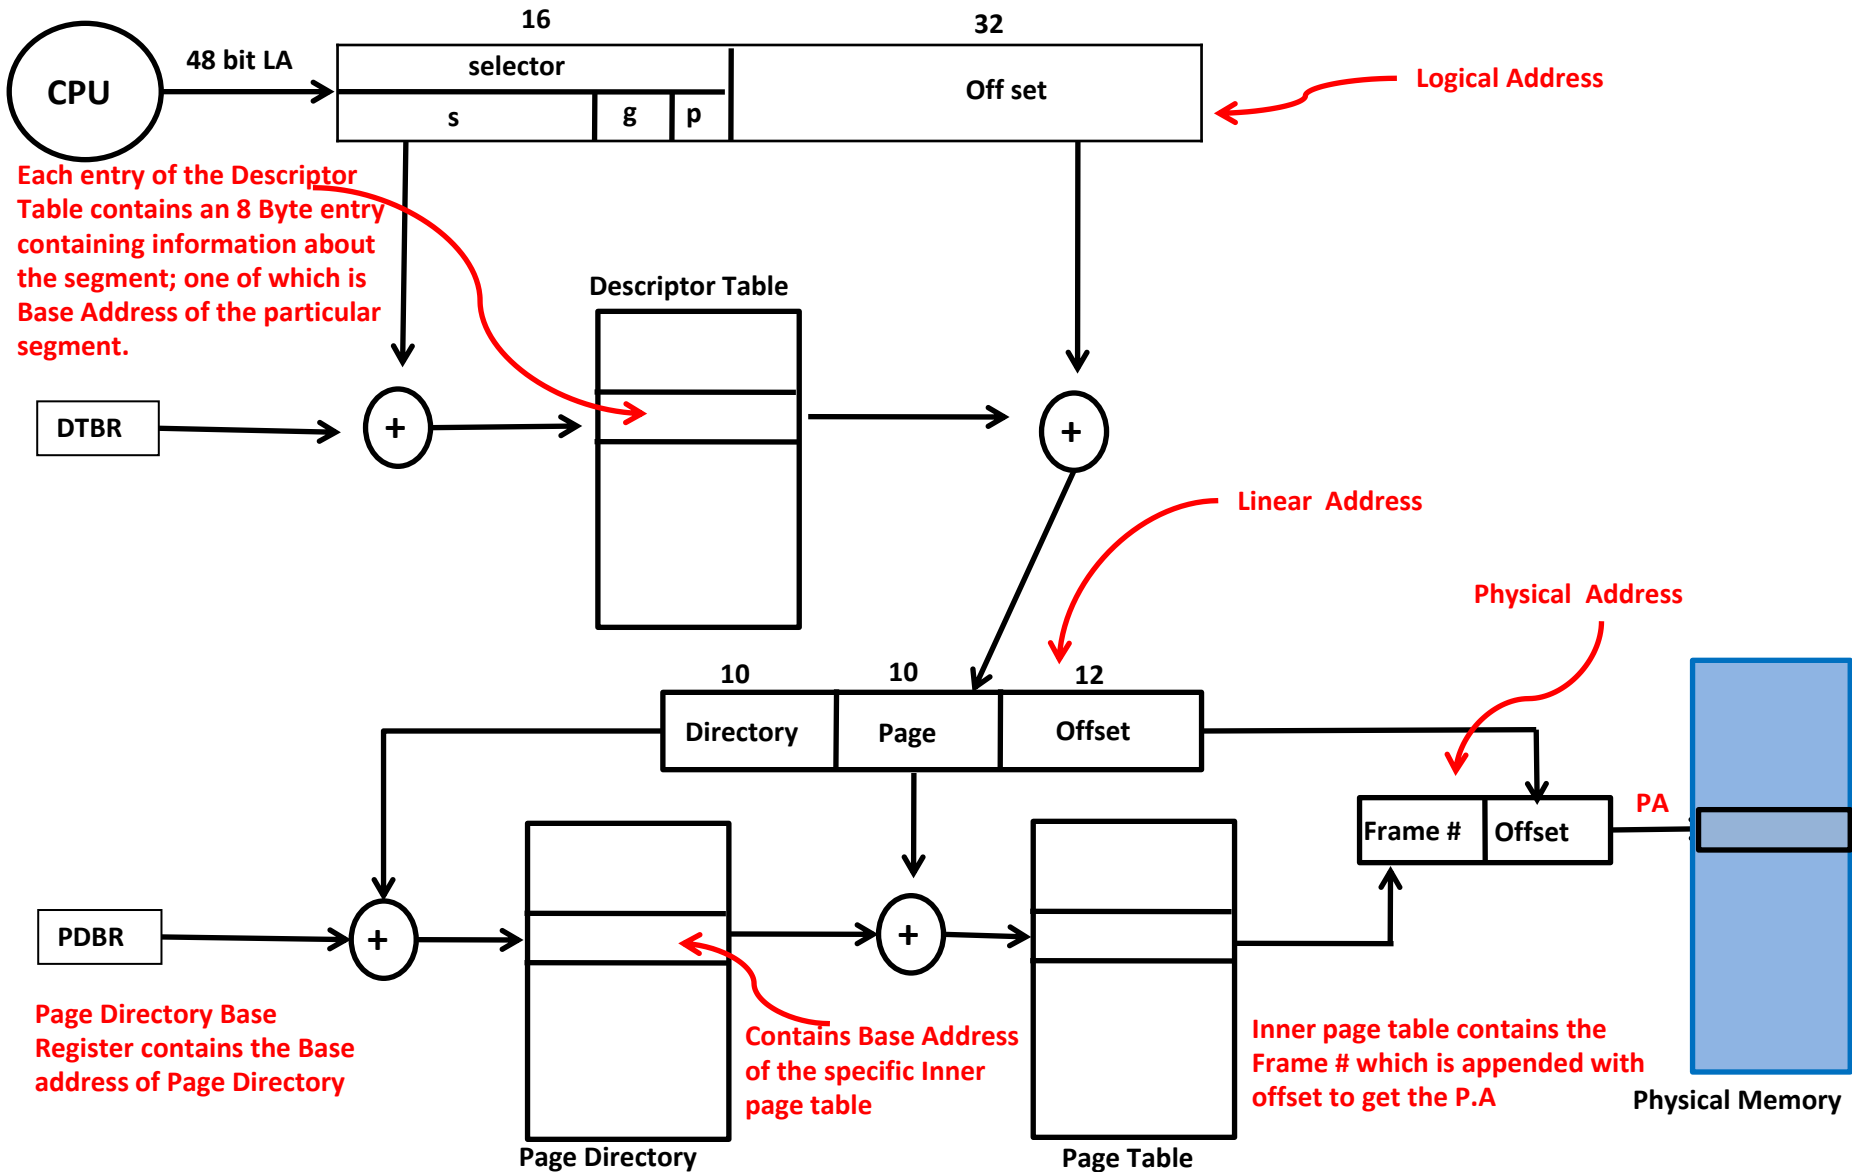 16
32
48 bit LA
CPU
selector
s
g
p
Off set
Logical Address
Each entry of the Descriptor
Table contains an 8 Byte entry
containing information about
the segment; one of which is
Base Address of the particular
segment.
Descriptor Table
DTBR
+
+
Linear Address
Physical Address
10
10
12
Directory
Page
Offset
Frame #
Offset
PA
PDBR
+
+
Page Directory Base
Register contains the Base
address of Page Directory
Contains Base Address
of the specific Inner
page table
Inner page table contains the
Frame # which is appended with
offset to get the P.A
Physical Memory
Page Directory
Page Table